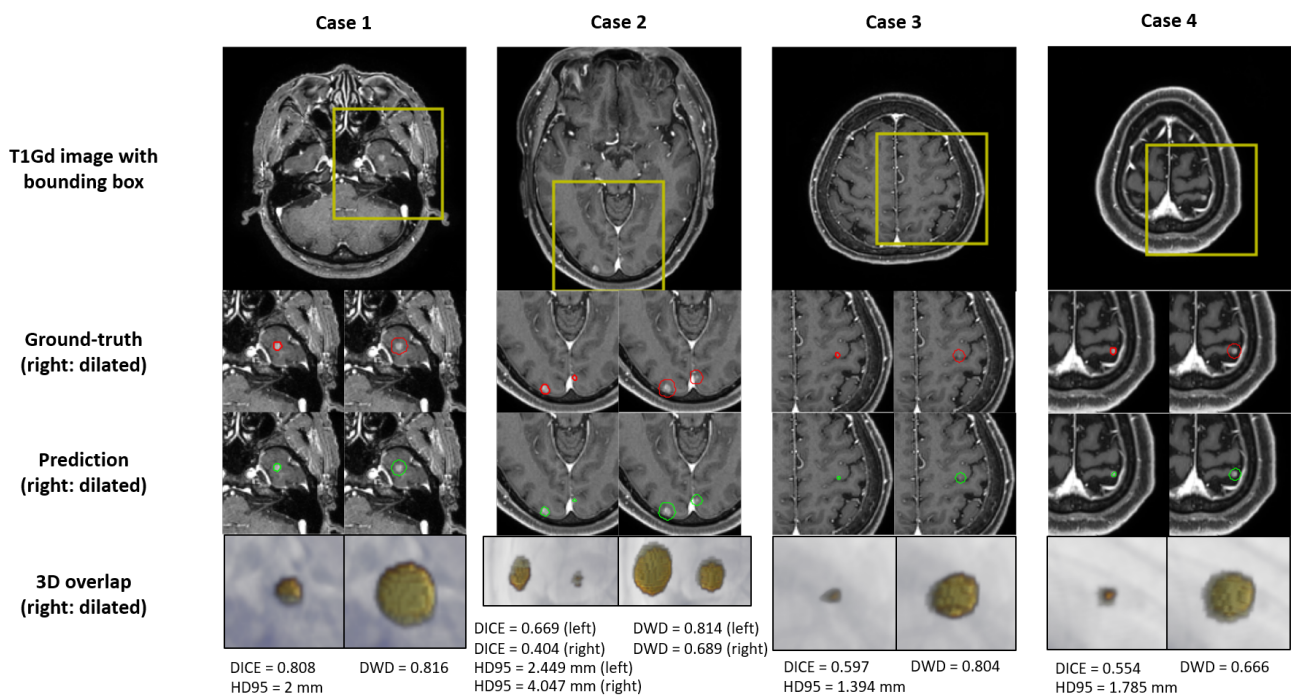 Case 1
Case 2
Case 3
Case 4
T1Gd image with
bounding box
Ground-truth
(right: dilated)
Prediction
(right: dilated)
3D overlap
(right: dilated)
DICE = 0.808
HD95 = 2 mm
DWD = 0.816
DICE = 0.669 (left)
DICE = 0.404 (right)
HD95 = 2.449 mm (left)
HD95 = 4.047 mm (right)
DWD = 0.814 (left)
DWD = 0.689 (right)
DICE = 0.597
HD95 = 1.394 mm
DWD = 0.804
DICE = 0.554
HD95 = 1.785 mm
DWD = 0.666